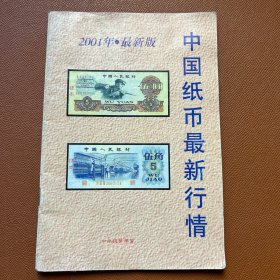 2001年•最新版
中国纸币最新行情
中国人民银行
伍圆
WU YUAN
中国人民银行
伍角
5
WU JIAO